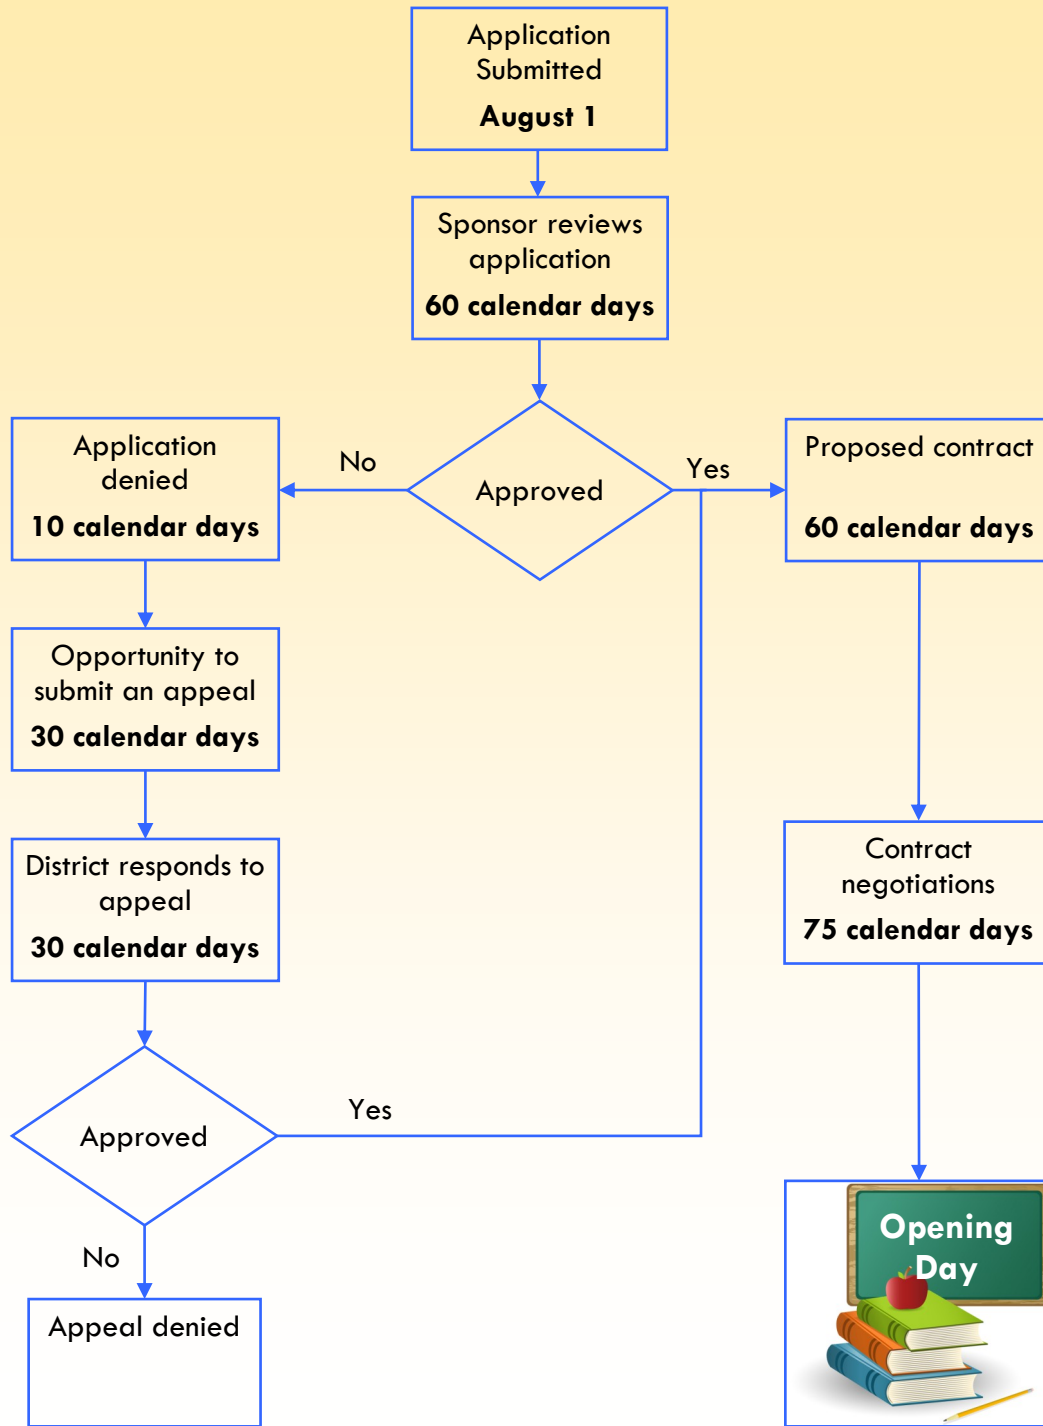 Application
Submitted
August 1
Sponsor reviews
application
60 calendar days
Approved
No
Yes
Application
denied
10 calendar days
Proposed contract
60 calendar days
Opportunity to
submit an appeal
30 calendar days
District responds to
appeal
30 calendar days
Contract
negotiations
75 calendar days
Approved
Yes
No
Appeal denied
Opening
Day